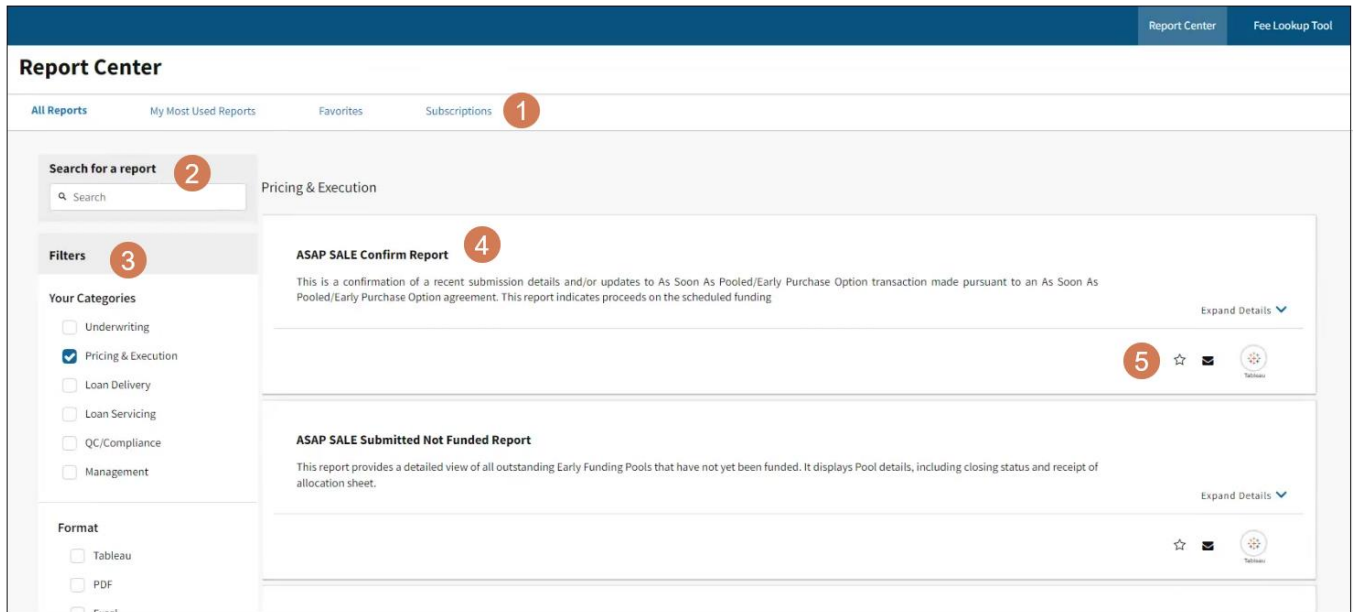 Report Center Fee Lookup Tool
Report Center
All Reports My Most Used Reports Favorites Subscriptions 1
Search for a report 2
Search
Filters 3
Your Categories
Underwriting
Pricing & Execution
Loan Delivery
Loan Servicing
QC/Compliance
Management
Format
Tableau
PDF
Excel
Pricing & Execution
ASAP SALE Confirm Report 4
This is a confirmation of a recent submission details and/or updates to As Soon As Pooled/Early Purchase Option transaction made pursuant to an As Soon As
Pooled/Early Purchase Option agreement. This report indicates proceeds on the scheduled funding
Expand Details
5
Tableau
ASAP SALE Submitted Not Funded Report
This report provides a detailed view of all outstanding Early Funding Pools that have not yet been funded. It displays Pool details, including closing status and receipt of
allocation sheet.
Expand Details
Tableau